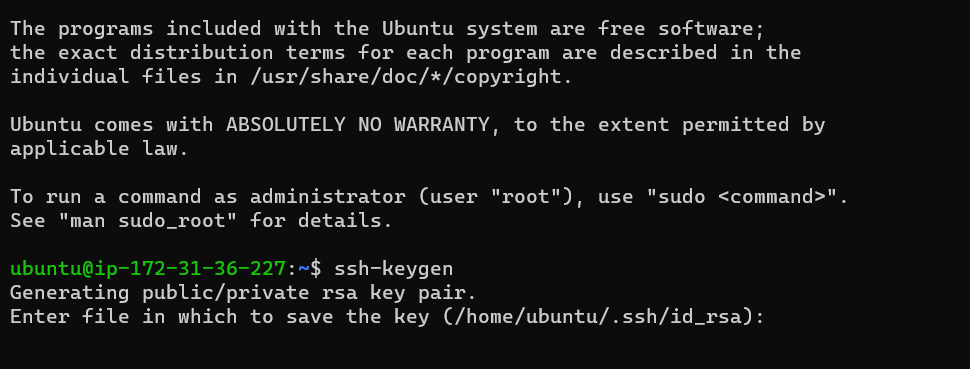 The programs included with the Ubuntu system are free software;
the exact distribution terms for each program are described in the
individual files in /usr/share/doc/*/copyright.
Ubuntu comes with ABSOLUTELY NO WARRANTY, to the extent permitted by
applicable law.
To run a command as administrator (user "root"), use "sudo <command>".
See "man sudo_root" for details.
ubuntu@ip-172-31-36-227:~$ ssh-keygen
Generating public/private rsa key pair.
Enter file in which to save the key (/home/ubuntu/.ssh/id_rsa):